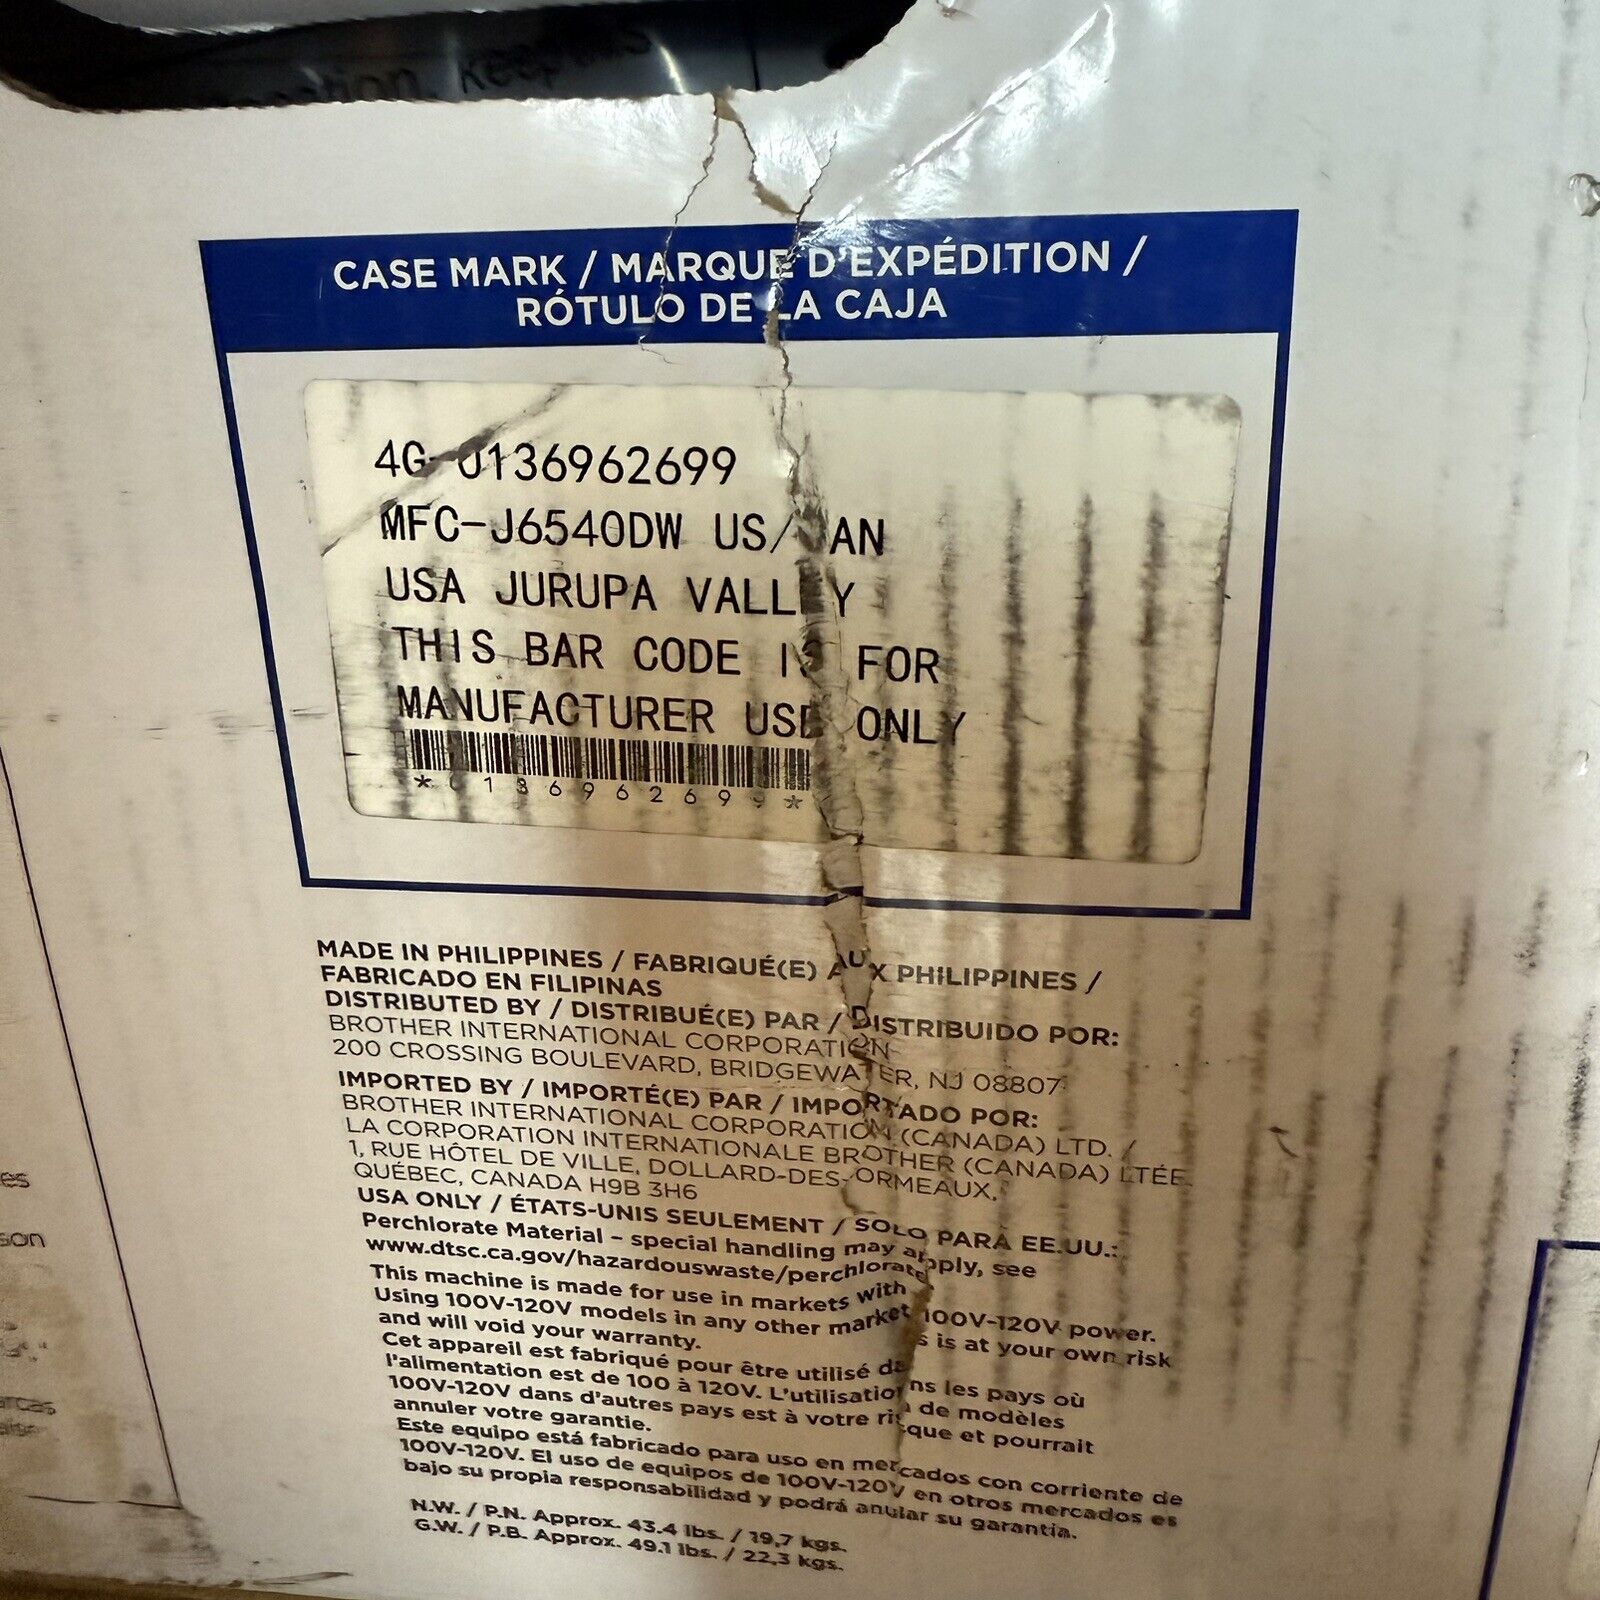 CASE MARK / MARQUE D'EXPÉDITION /
RÓTULO DE LA CAJA
4G-0136962699
MFC-J6540DW US/CAN
USA JURUPA VALLEY
THIS BAR CODE IS FOR
MANUFACTURER USE ONLY
*0136962699*
MADE IN PHILIPPINES / FABRIQUÉ(E) AUX PHILIPPINES /
FABRICADO EN FILIPINAS
DISTRIBUTED BY / DISTRIBUÉ(E) PAR / DISTRIBUIDO POR:
BROTHER INTERNATIONAL CORPORATION
200 CROSSING BOULEVARD, BRIDGEWATER, NJ 08807
IMPORTED BY / IMPORTÉ(E) PAR / IMPORTADO POR:
BROTHER INTERNATIONAL CORPORATION (CANADA) LTD. /
LA CORPORATION INTERNATIONALE BROTHER (CANADA) LTÉE.
1, RUE HÔTEL DE VILLE, DOLLARD-DES-ORMEAUX,
QUÉBEC, CANADA H9B 3H6
USA ONLY / ÉTATS-UNIS SEULEMENT / SOLO PARA EE.UU.:
Perchlorate Material – special handling may apply, see
www.dtsc.ca.gov/hazardouswaste/perchlorate
This machine is made for use in markets with 100V-120V power.
Using 100V-120V models in any other markets is at your own risk
and will void your warranty.
Cet appareil est fabriqué pour être utilisé dans les pays où
l'alimentation est de 100 à 120V. L'utilisation de modèles
100V-120V dans d'autres pays est à votre risque et pourrait
annuler votre garantie.
Este equipo está fabricado para uso en mercados con corriente de
100V-120V. El uso de equipos de 100V-120V en otros mercados es
bajo su propia responsabilidad y podrá anular su garantía.
N.W. / P.N. Approx. 43.4 lbs. / 19,7 kgs.
G.W. / P.B. Approx. 49.1 lbs. / 22,3 kgs.